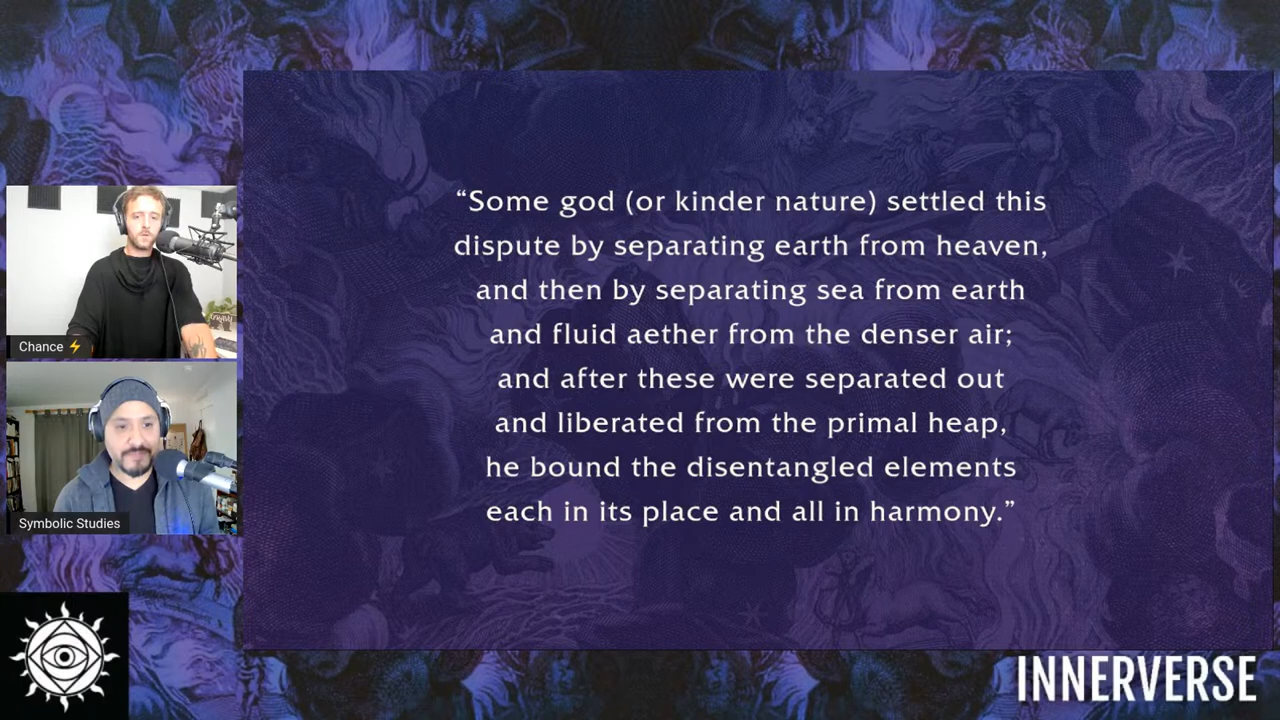 “Some god (or kinder nature) settled this
dispute by separating earth from heaven,
and then by separating sea from earth
and fluid aether from the denser air;
and after these were separated out
and liberated from the primal heap,
he bound the disentangled elements
each in its place and all in harmony.”
Chance⚡
Symbolic Studies
INNERVERSE